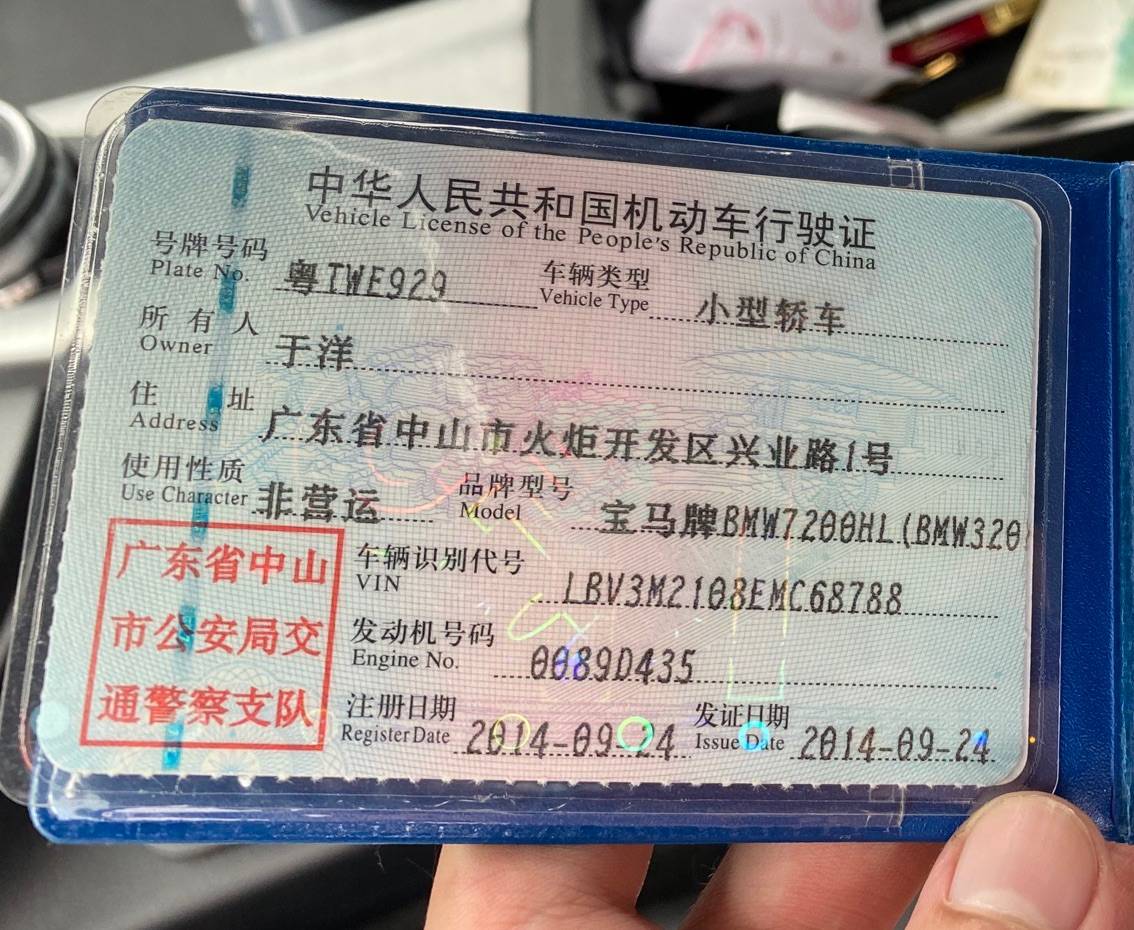 中华人民共和国机动车行驶证
Vehicle License of the People's Republic of China
号牌号码 粤TWE929 车辆类型 小型轿车
Plate No. Vehicle Type
所有人 于洋
Owner
住址 广东省中山市火炬开发区兴业路1号
Address
使用性质 非营运 品牌型号 宝马牌BMW7200HL(BMW320
Use Character Model
广东省中山
市公安局交
通警察支队
车辆识别代号 LBV3M2108EMC68788
VIN
发动机号码 0089D435
Engine No.
注册日期 2014-09-24 发证日期 2014-09-24
Register Date Issue Date